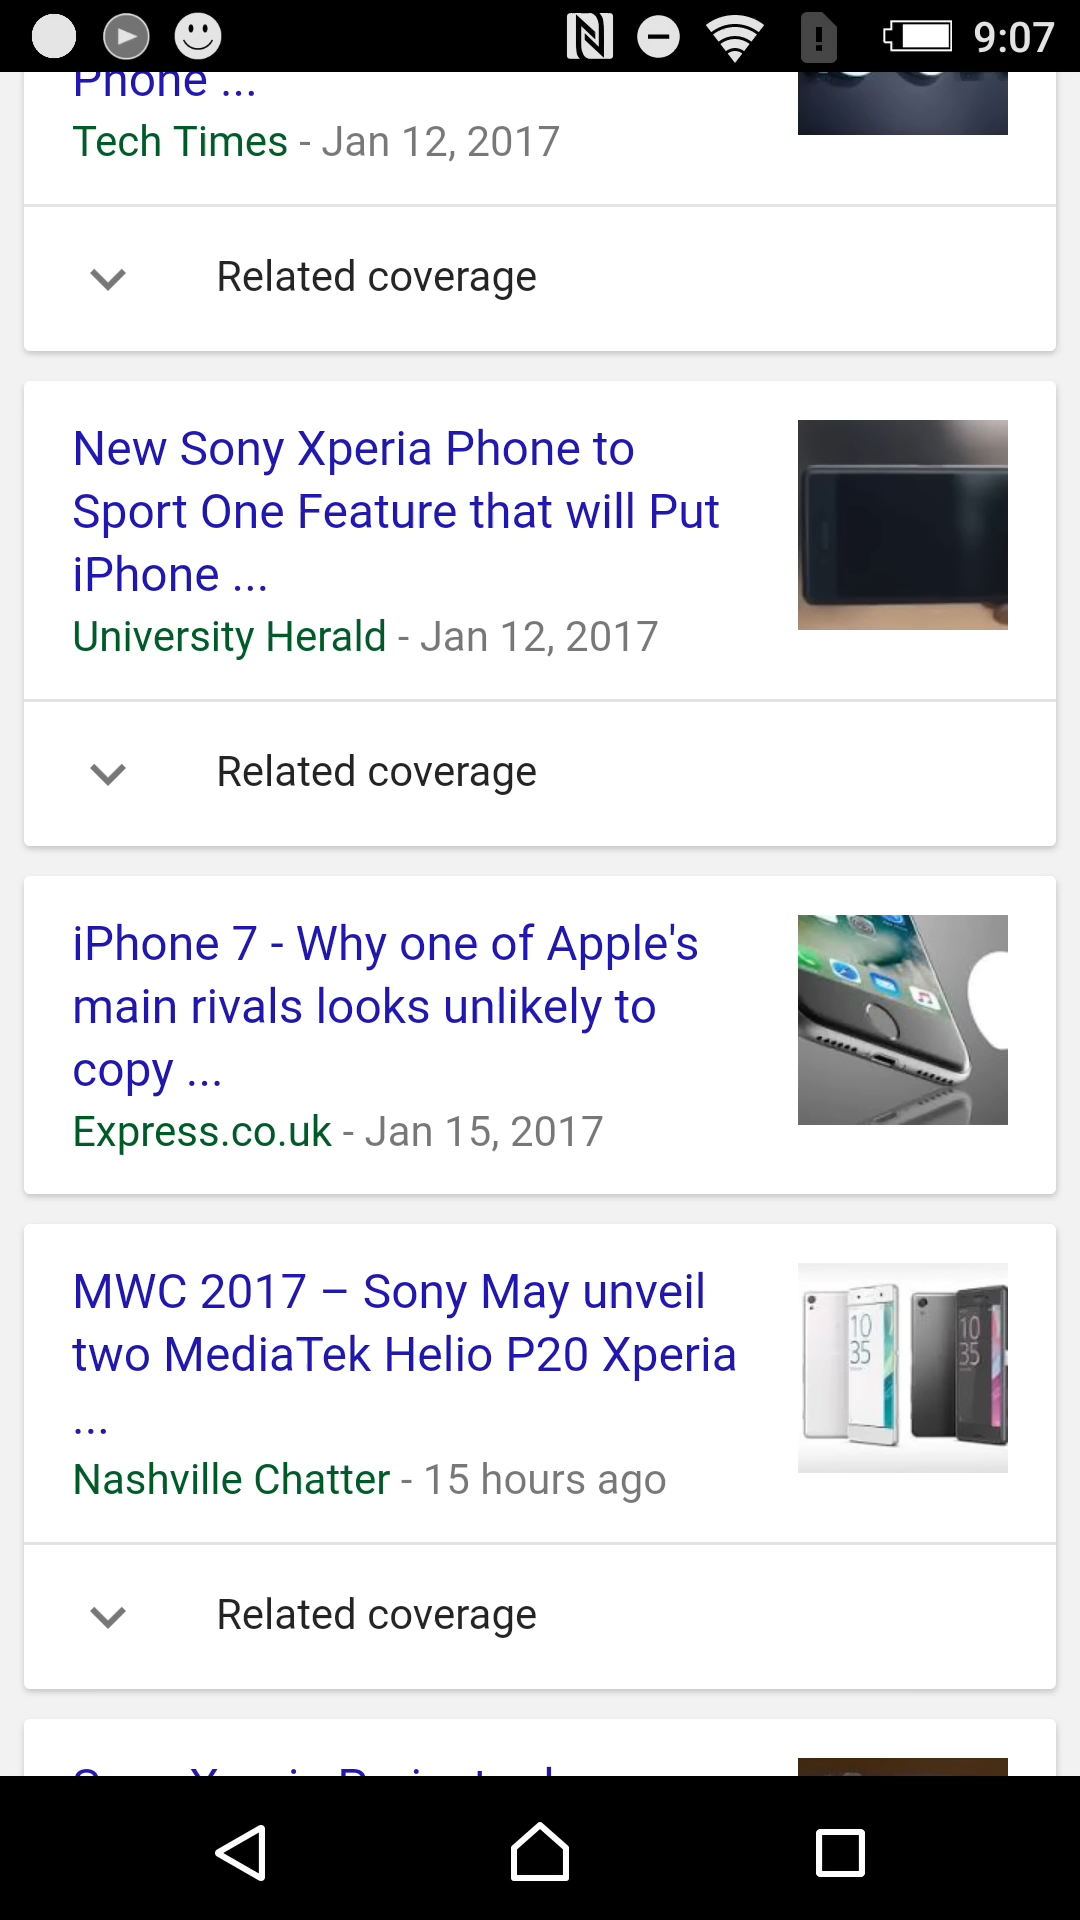 9:07
Phone ...
Tech Times - Jan 12, 2017
Related coverage
New Sony Xperia Phone to
Sport One Feature that will Put
iPhone ...
University Herald - Jan 12, 2017
Related coverage
iPhone 7 - Why one of Apple's
main rivals looks unlikely to
copy ...
Express.co.uk - Jan 15, 2017
MWC 2017 – Sony May unveil
two MediaTek Helio P20 Xperia
...
10
35
10
35
Nashville Chatter - 15 hours ago
Related coverage